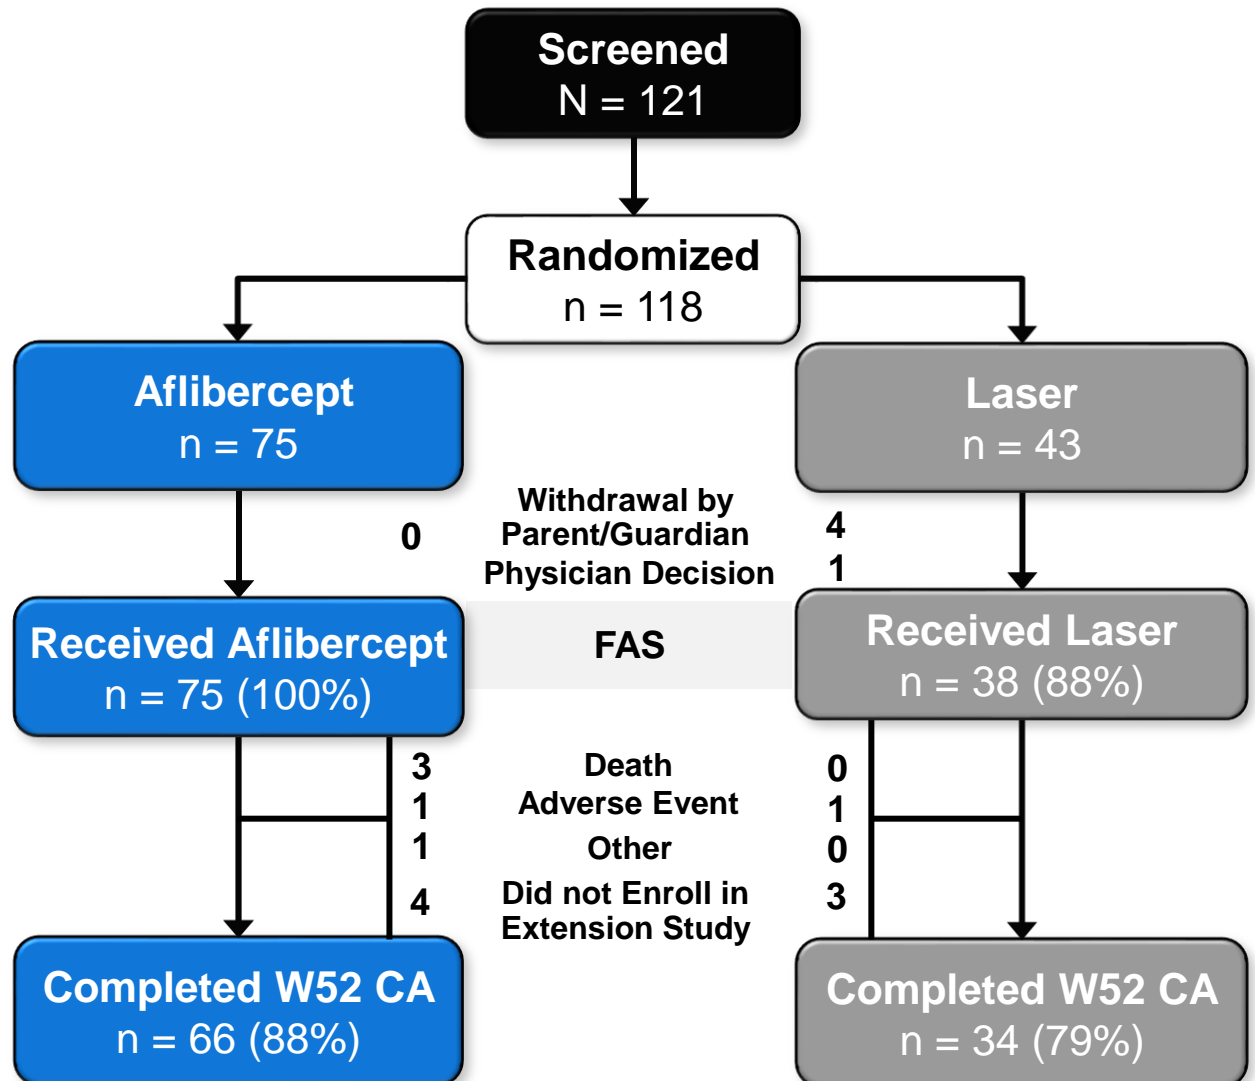 Screened
N = 121
Randomized
n = 118
Aflibercept
n = 75
Laser
n = 43
Withdrawal by
Parent/Guardian
0
4
Physician Decision
1
Received Aflibercept
n = 75 (100%)
FAS
Received Laser
n = 38 (88%)
3 Death 0
1 Adverse Event 1
1 Other 0
4 Did not Enroll in 3
Extension Study
Completed W52 CA
n = 66 (88%)
Completed W52 CA
n = 34 (79%)